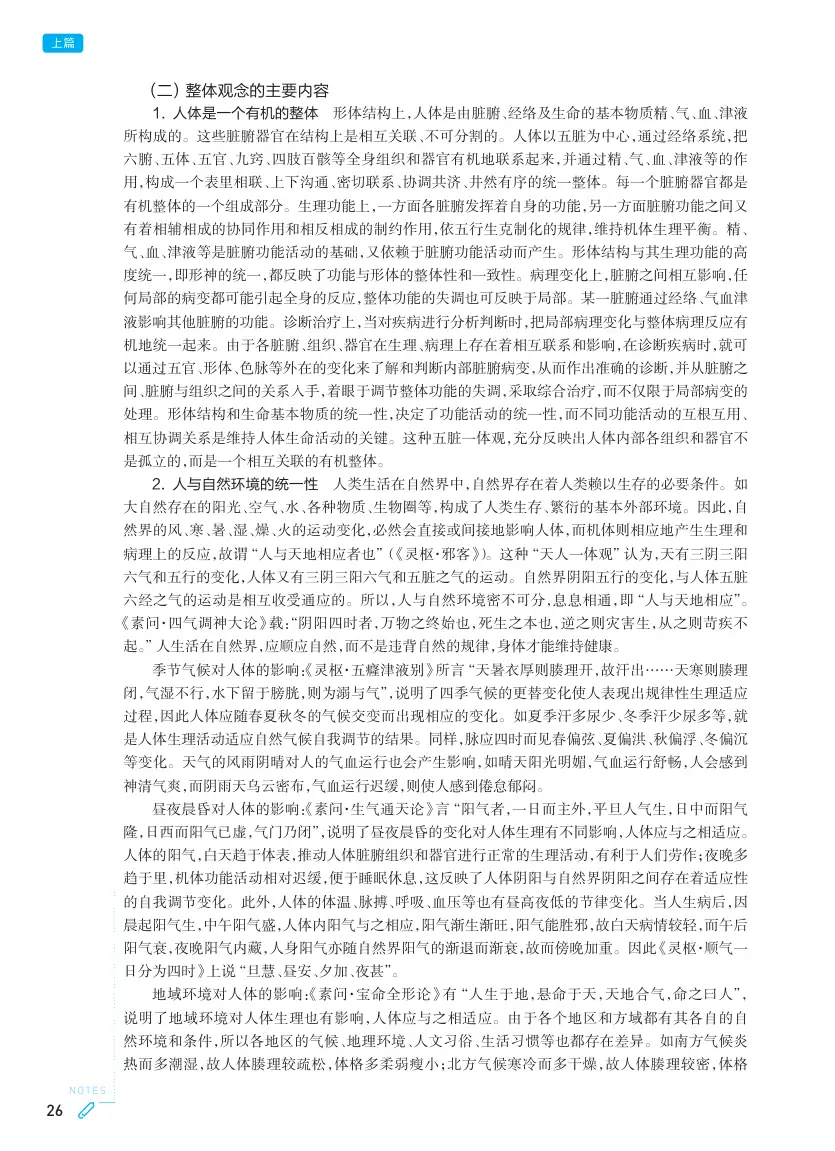 上篇
（二）整体观念的主要内容
1. 人体是一个有机的整体　形体结构上，人体是由脏腑、经络及生命的基本物质精、气、血、津液
所构成的。这些脏腑器官在结构上是相互关联、不可分割的。人体以五脏为中心，通过经络系统，把
六腑、五体、五官、九窍、四肢百骸等全身组织和器官有机地联系起来，并通过精、气、血、津液等的作
用，构成一个表里相联、上下沟通、密切联系、协调共济、井然有序的统一整体。每一个脏腑器官都是
有机整体的一个组成部分。生理功能上，一方面各脏腑发挥着自身的功能，另一方面脏腑功能之间又
有着相辅相成的协同作用和相反相成的制约作用，依五行生克制化的规律，维持机体生理平衡。精、
气、血、津液等是脏腑功能活动的基础，又依赖于脏腑功能活动而产生。形体结构与其生理功能的高
度统一，即形神的统一，都反映了功能与形体的整体性和一致性。病理变化上，脏腑之间相互影响，任
何局部的病变都可能引起全身的反应，整体功能的失调也可反映于局部。某一脏腑通过经络、气血津
液影响其他脏腑的功能。诊断治疗上，当对疾病进行分析判断时，把局部病理变化与整体病理反应有
机地统一起来。由于各脏腑、组织、器官在生理、病理上存在着相互联系和影响，在诊断疾病时，就可
以通过五官、形体、色脉等外在的变化来了解和判断内部脏腑病变，从而作出准确的诊断，并从脏腑之
间、脏腑与组织之间的关系入手，着眼于调节整体功能的失调，采取综合治疗，而不仅限于局部病变的
处理。形体结构和生命基本物质的统一性，决定了功能活动的统一性，而不同功能活动的互根互用、
相互协调关系是维持人体生命活动的关键。这种五脏一体观，充分反映出人体内部各组织和器官不
是孤立的，而是一个相互关联的有机整体。
2. 人与自然环境的统一性　人类生活在自然界中，自然界存在着人类赖以生存的必要条件。如
大自然存在的阳光、空气、水、各种物质、生物圈等，构成了人类生存、繁衍的基本外部环境。因此，自
然界的风、寒、暑、湿、燥、火的运动变化，必然会直接或间接地影响人体，而机体则相应地产生生理和
病理上的反应，故谓“人与天地相应者也”（《灵枢·邪客》）。这种“天人一体观”认为，天有三阴三阳
六气和五行的变化，人体又有三阴三阳六气和五脏之气的运动。自然界阴阳五行的变化，与人体五脏
六经之气的运动是相互收受通应的。所以，人与自然环境密不可分，息息相通，即“人与天地相应”。
《素问·四气调神大论》载：“阴阳四时者，万物之终始也，死生之本也，逆之则灾害生，从之则苛疾不
起。”人生活在自然界，应顺应自然，而不是违背自然的规律，身体才能维持健康。
季节气候对人体的影响：《灵枢·五癃津液别》所言“天暑衣厚则腠理开，故汗出……天寒则腠理
闭，气湿不行，水下留于膀胱，则为溺与气”，说明了四季气候的更替变化使人表现出规律性生理适应
过程，因此人体应随春夏秋冬的气候交变而出现相应的变化。如夏季汗多尿少、冬季汗少尿多等，就
是人体生理活动适应自然气候自我调节的结果。同样，脉应四时而见春偏弦、夏偏洪、秋偏浮、冬偏沉
等变化。天气的风雨阴晴对人的气血运行也会产生影响，如晴天阳光明媚，气血运行舒畅，人会感到
神清气爽，而阴雨天乌云密布，气血运行迟缓，则使人感到倦怠郁闷。
昼夜晨昏对人体的影响：《素问·生气通天论》言“阳气者，一日而主外，平旦人气生，日中而阳气
隆，日西而阳气已虚，气门乃闭”，说明了昼夜晨昏的变化对人体生理有不同影响，人体应与之相适应。
人体的阳气，白天趋于体表，推动人体脏腑组织和器官进行正常的生理活动，有利于人们劳作；夜晚多
趋于里，机体功能活动相对迟缓，便于睡眠休息，这反映了人体阴阳与自然界阴阳之间存在着适应性
的自我调节变化。此外，人体的体温、脉搏、呼吸、血压等也有昼高夜低的节律变化。当人生病后，因
晨起阳气生，中午阳气盛，人体内阳气与之相应，阳气渐生渐旺，阳气能胜邪，故白天病情较轻，而午后
阳气衰，夜晚阳气内藏，人身阳气亦随自然界阳气的渐退而渐衰，故而傍晚加重。因此《灵枢·顺气一
日分为四时》上说“旦慧、昼安、夕加、夜甚”。
地域环境对人体的影响：《素问·宝命全形论》有“人生于地，悬命于天，天地合气，命之曰人”，
说明了地域环境对人体生理也有影响，人体应与之相适应。由于各个地区和方域都有其各自的自
然环境和条件，所以各地区的气候、地理环境、人文习俗、生活习惯等也都存在差异。如南方气候炎
热而多潮湿，故人体腠理较疏松，体格多柔弱瘦小；北方气候寒冷而多干燥，故人体腠理较密，体格
NOTES
26